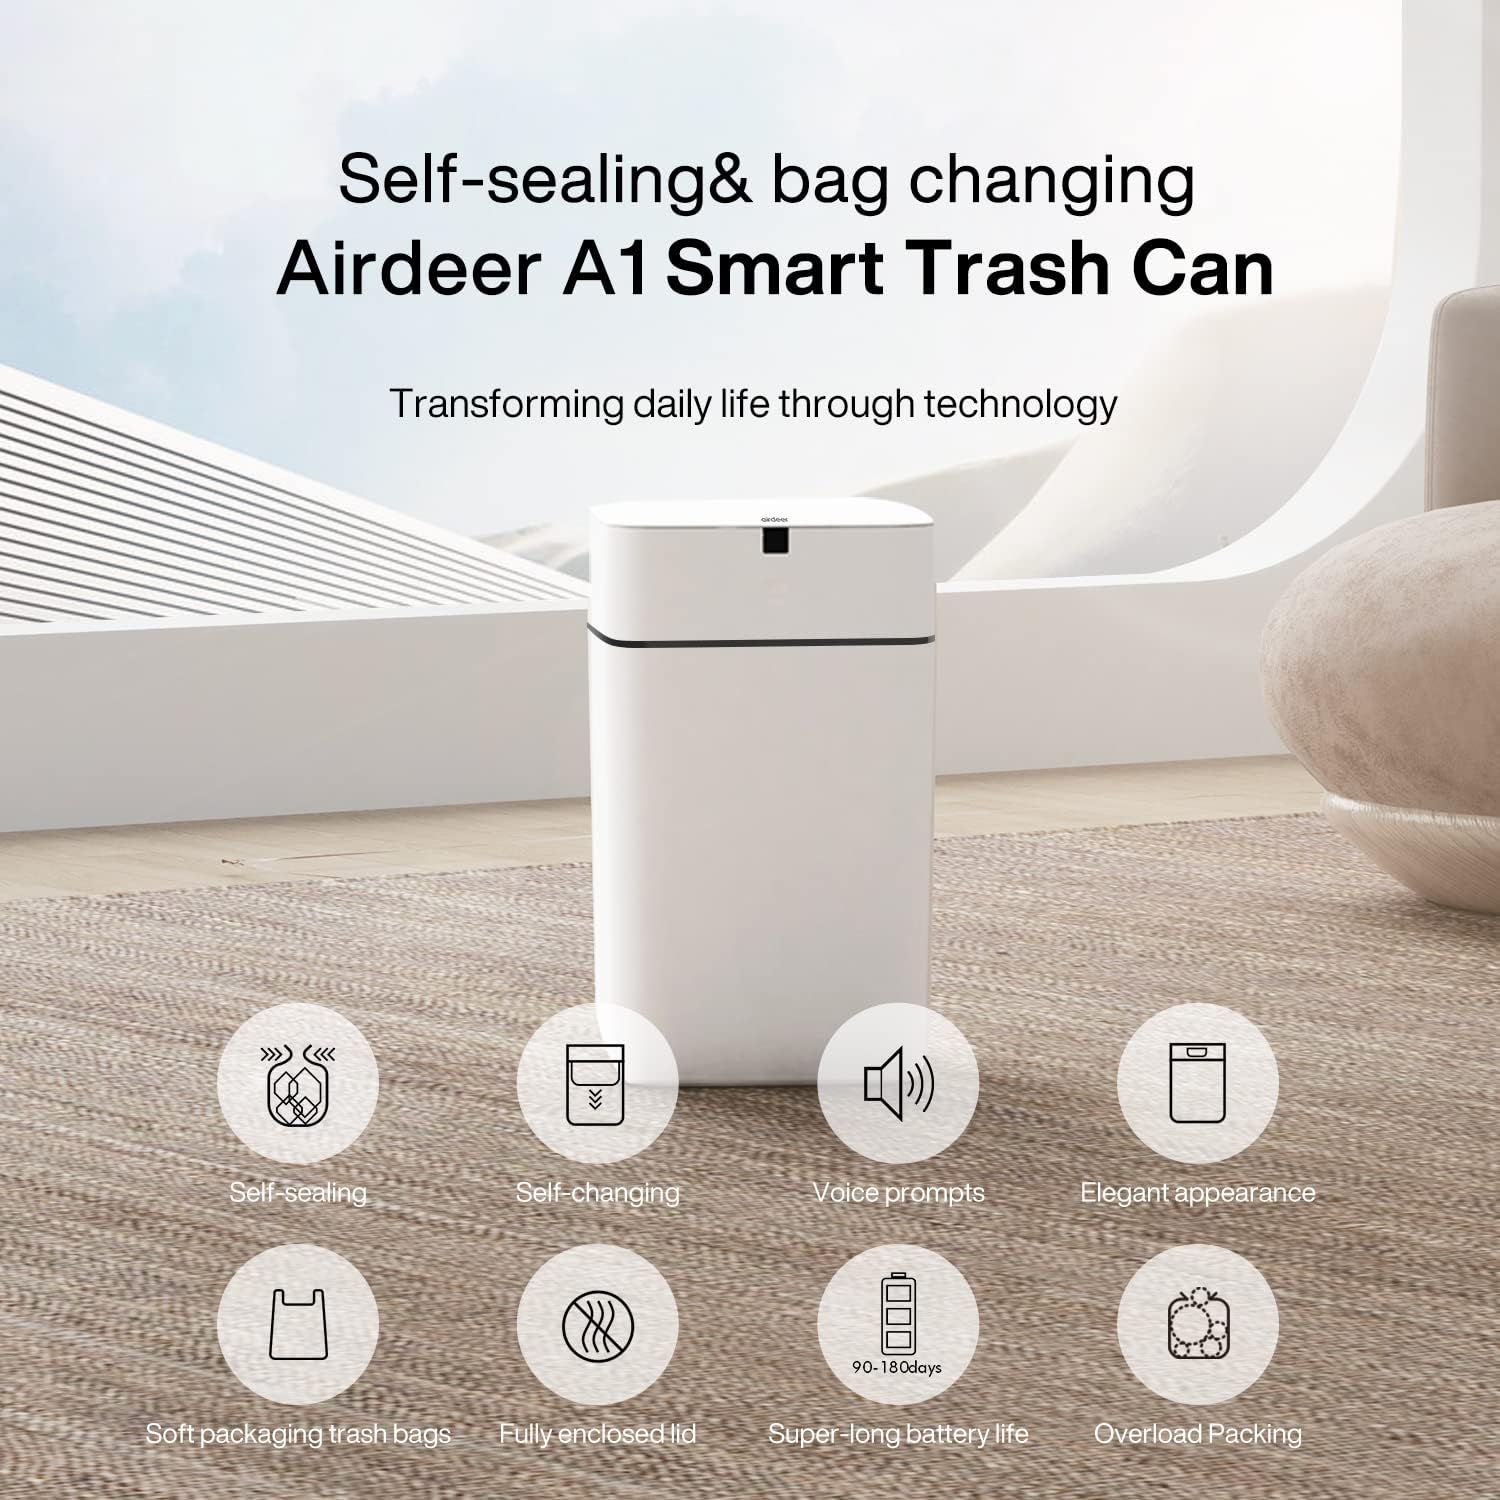 Self-sealing& bag changing
Airdeer A1 Smart Trash Can
Transforming daily life through technology
airdeer
Self-sealing
Self-changing
Voice prompts
Elegant appearance
90-180days
Soft packaging trash bags
Fully enclosed lid
Super-long battery life
Overload Packing